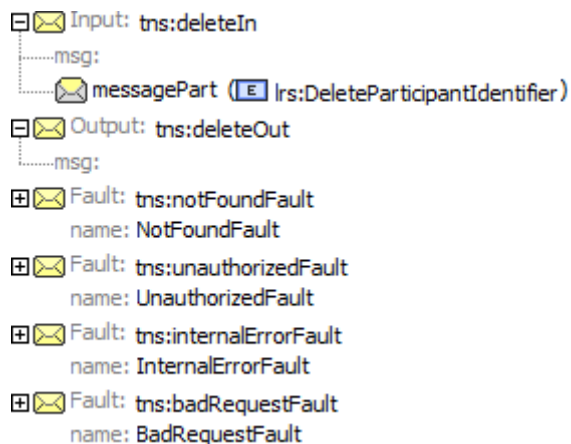 Input: tns:deleteIn
msg:
messagePart (E lrs:DeleteParticipantIdentifier)
Output: tns:deleteOut
msg:
Fault: tns:notFoundFault
name: NotFoundFault
Fault: tns:unauthorizedFault
name: UnauthorizedFault
Fault: tns:internalErrorFault
name: InternalErrorFault
Fault: tns:badRequestFault
name: BadRequestFault